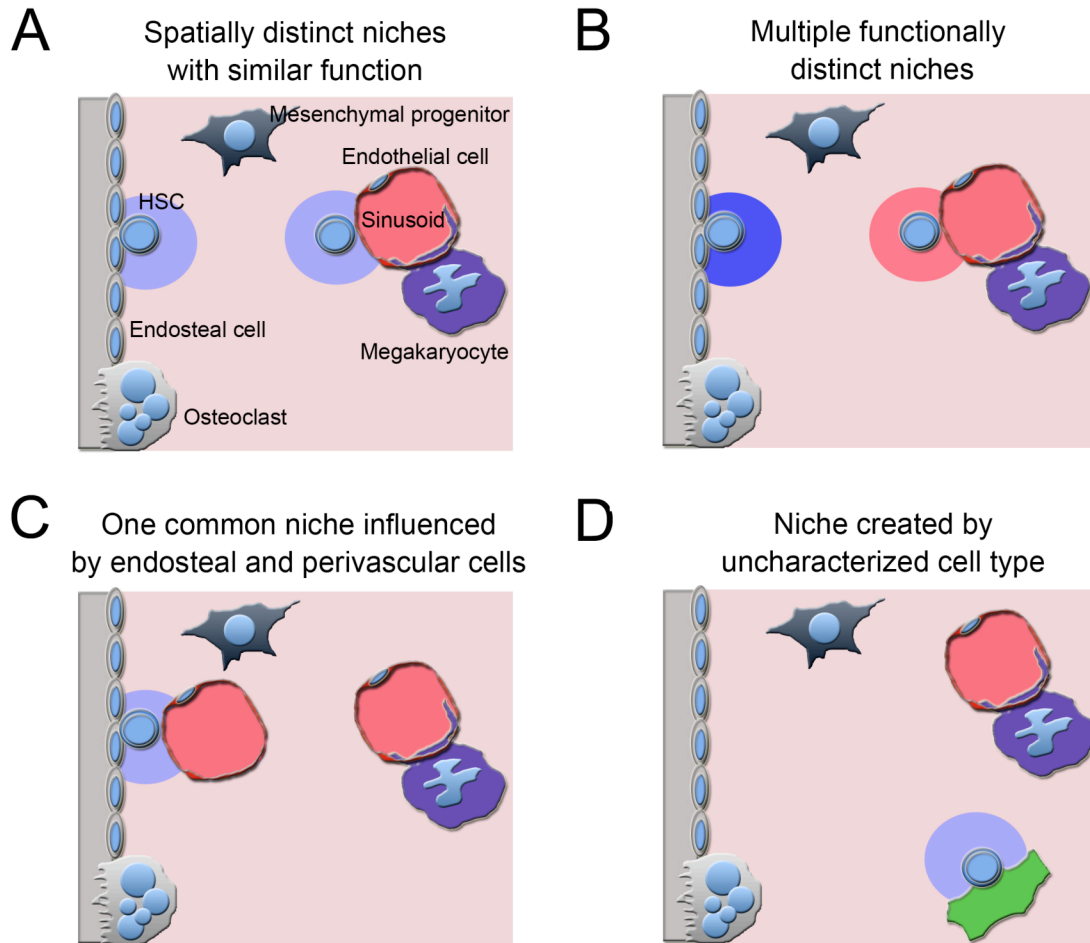 A
Spatially distinct niches
with similar function
Mesenchymal progenitor
Endothelial cell
HSC
Sinusoid
Endosteal cell
Megakaryocyte
Osteoclast
B
Multiple functionally
distinct niches
C
One common niche influenced
by endosteal and perivascular cells
D
Niche created by
uncharacterized cell type